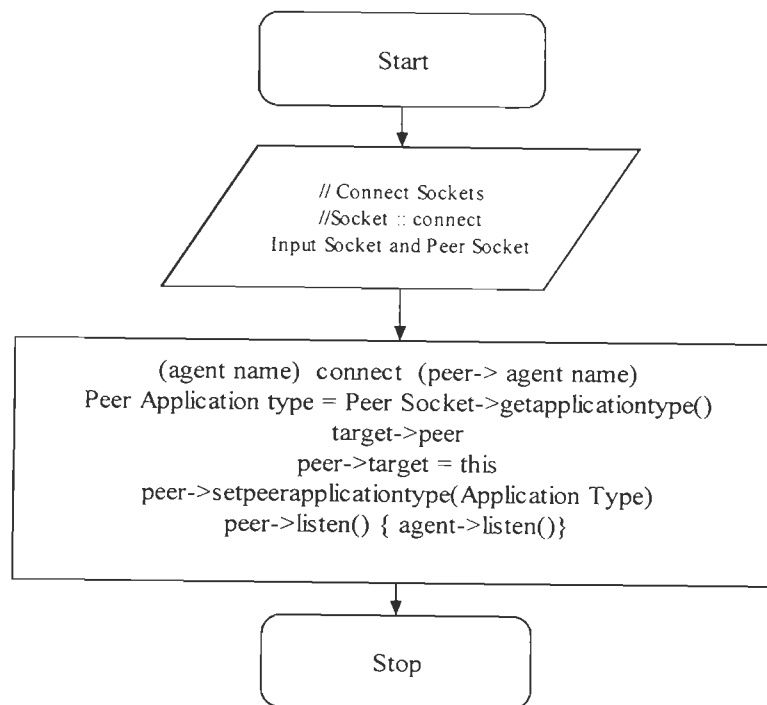 Start
// Connect Sockets
//Socket :: connect
Input Socket and Peer Socket
(agent name) connect (peer-> agent name)
Peer Application type = Peer Socket->getapplicationtype()
target->peer
peer->target = this
peer->setpeerapplicationtype(Application Type)
peer->listen() { agent->listen()}
Stop